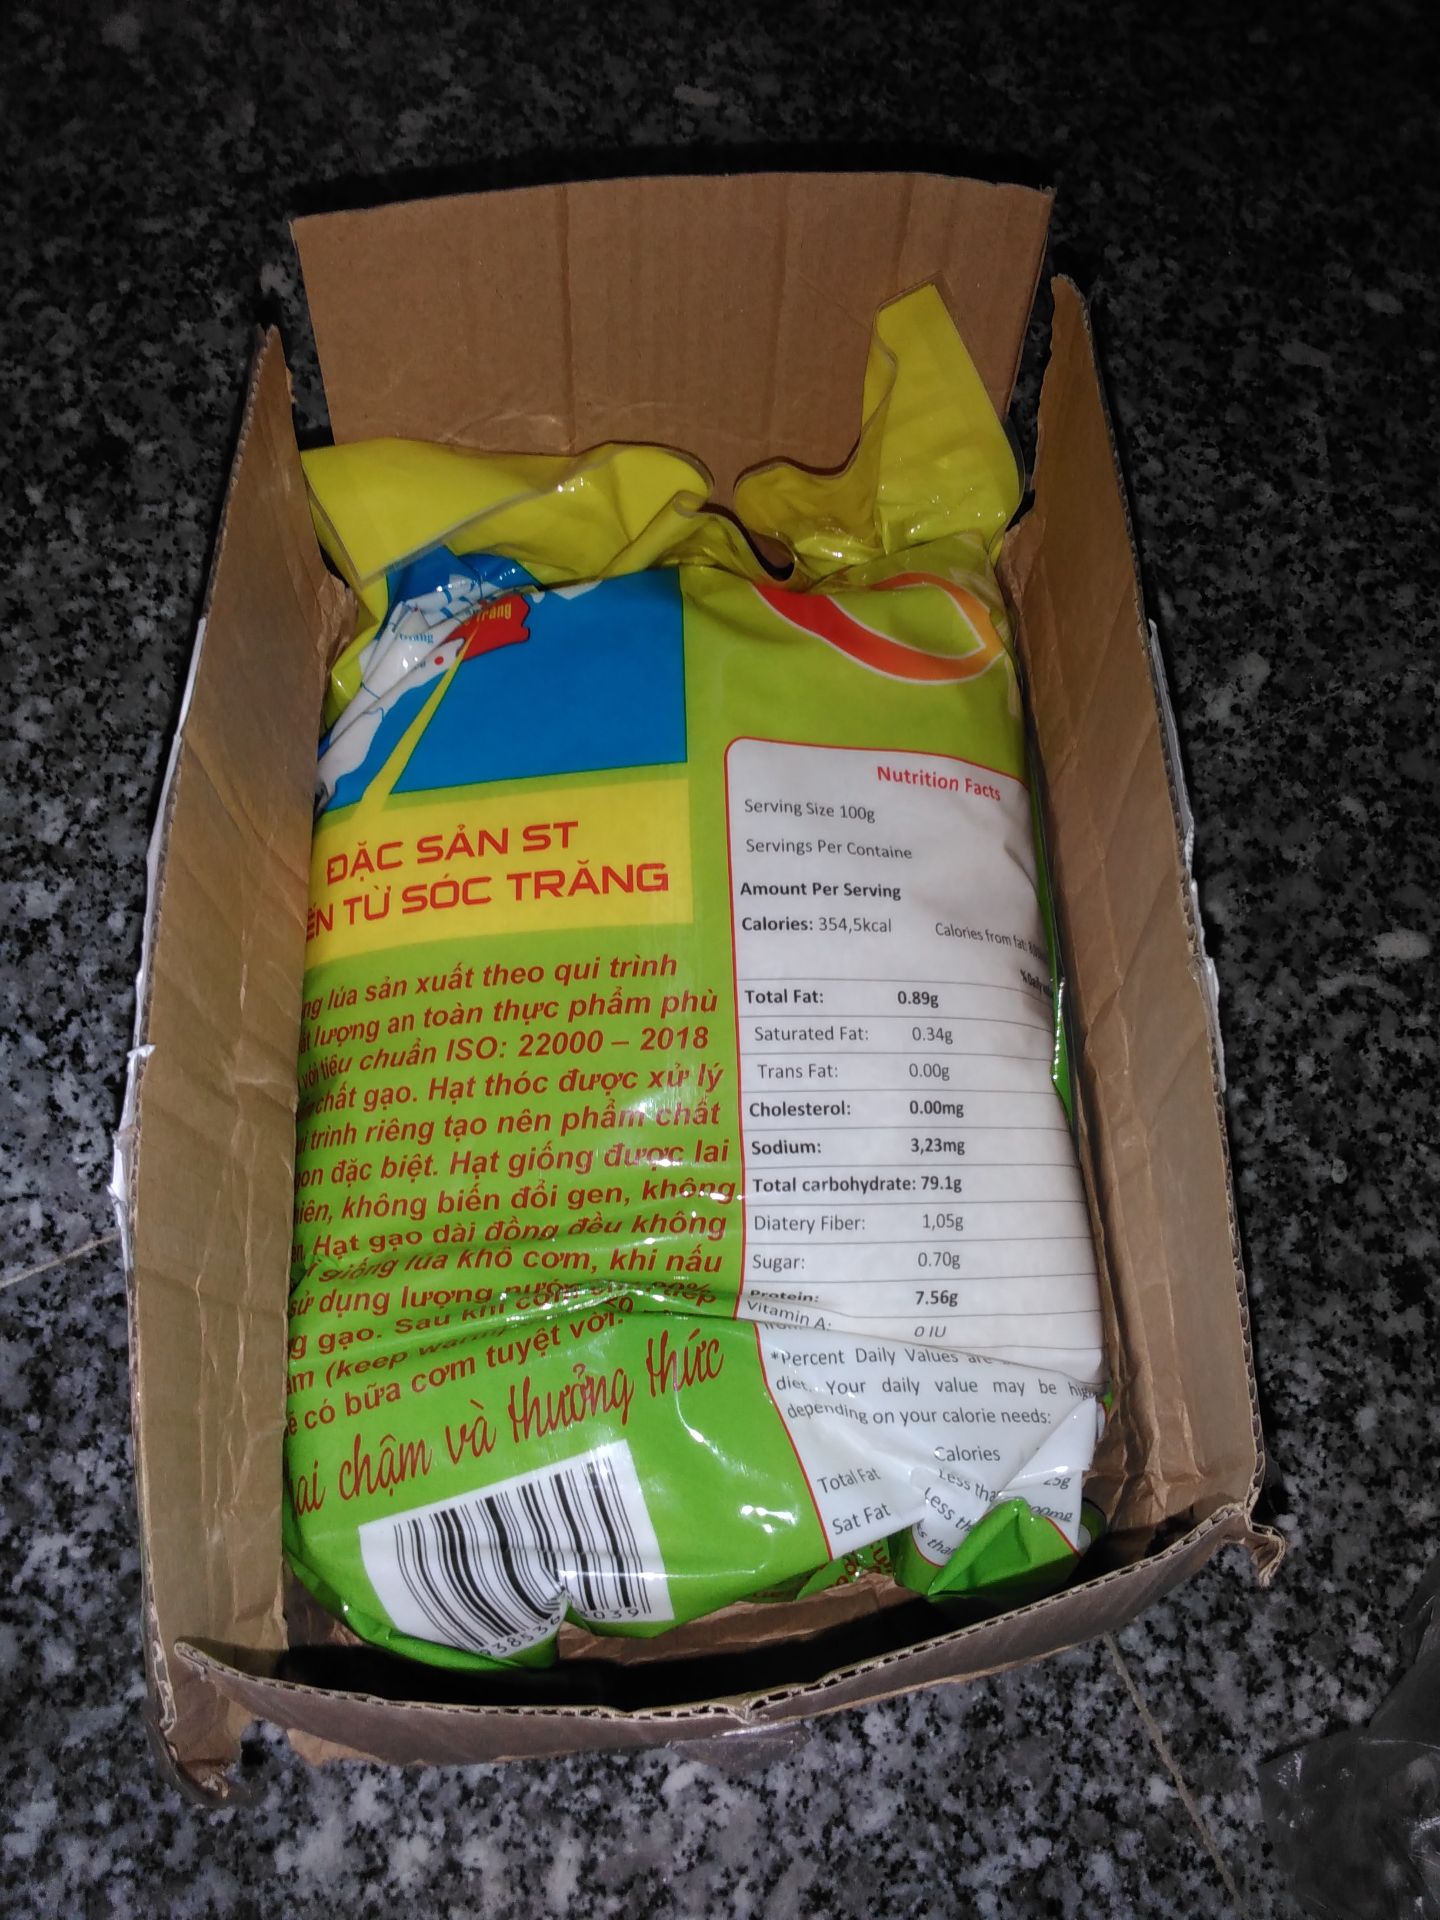 ĐẶC SẢN ST
TỪ SÓC TRĂNG
lúa sản xuất theo qui trình
lượng an toàn thực phẩm phù
với tiêu chuẩn ISO: 22000 – 2018
chất gạo. Hạt thóc được xử lý
trình riêng tạo nên phẩm chất
đặc biệt. Hạt giống được lai
không biến đổi gen, không
Hạt gạo dài đồng đều không
giống lúa khô cơm, khi nấu
sử dụng lượng
gạo. Sau khi
(keep
có bữa cơm tuyệt vời.
chậm và thưởng thức
Nutrition Facts
Serving Size 100g
Servings Per Containe
Amount Per Serving
Calories: 354,5kcal Calories from fat:
Total Fat: 0.89g
Saturated Fat: 0.34g
Trans Fat: 0.00g
Cholesterol: 0.00mg
Sodium: 3,23mg
Total carbohydrate: 79.1g
Diatery Fiber: 1,05g
Sugar: 0.70g
Protein: 7.56g
Vitamin A: 0 IU
*Percent Daily Values are
diet. Your daily value may be
depending on your calorie needs:
Calories
Total Fat Less 25g
Sat Fat Less